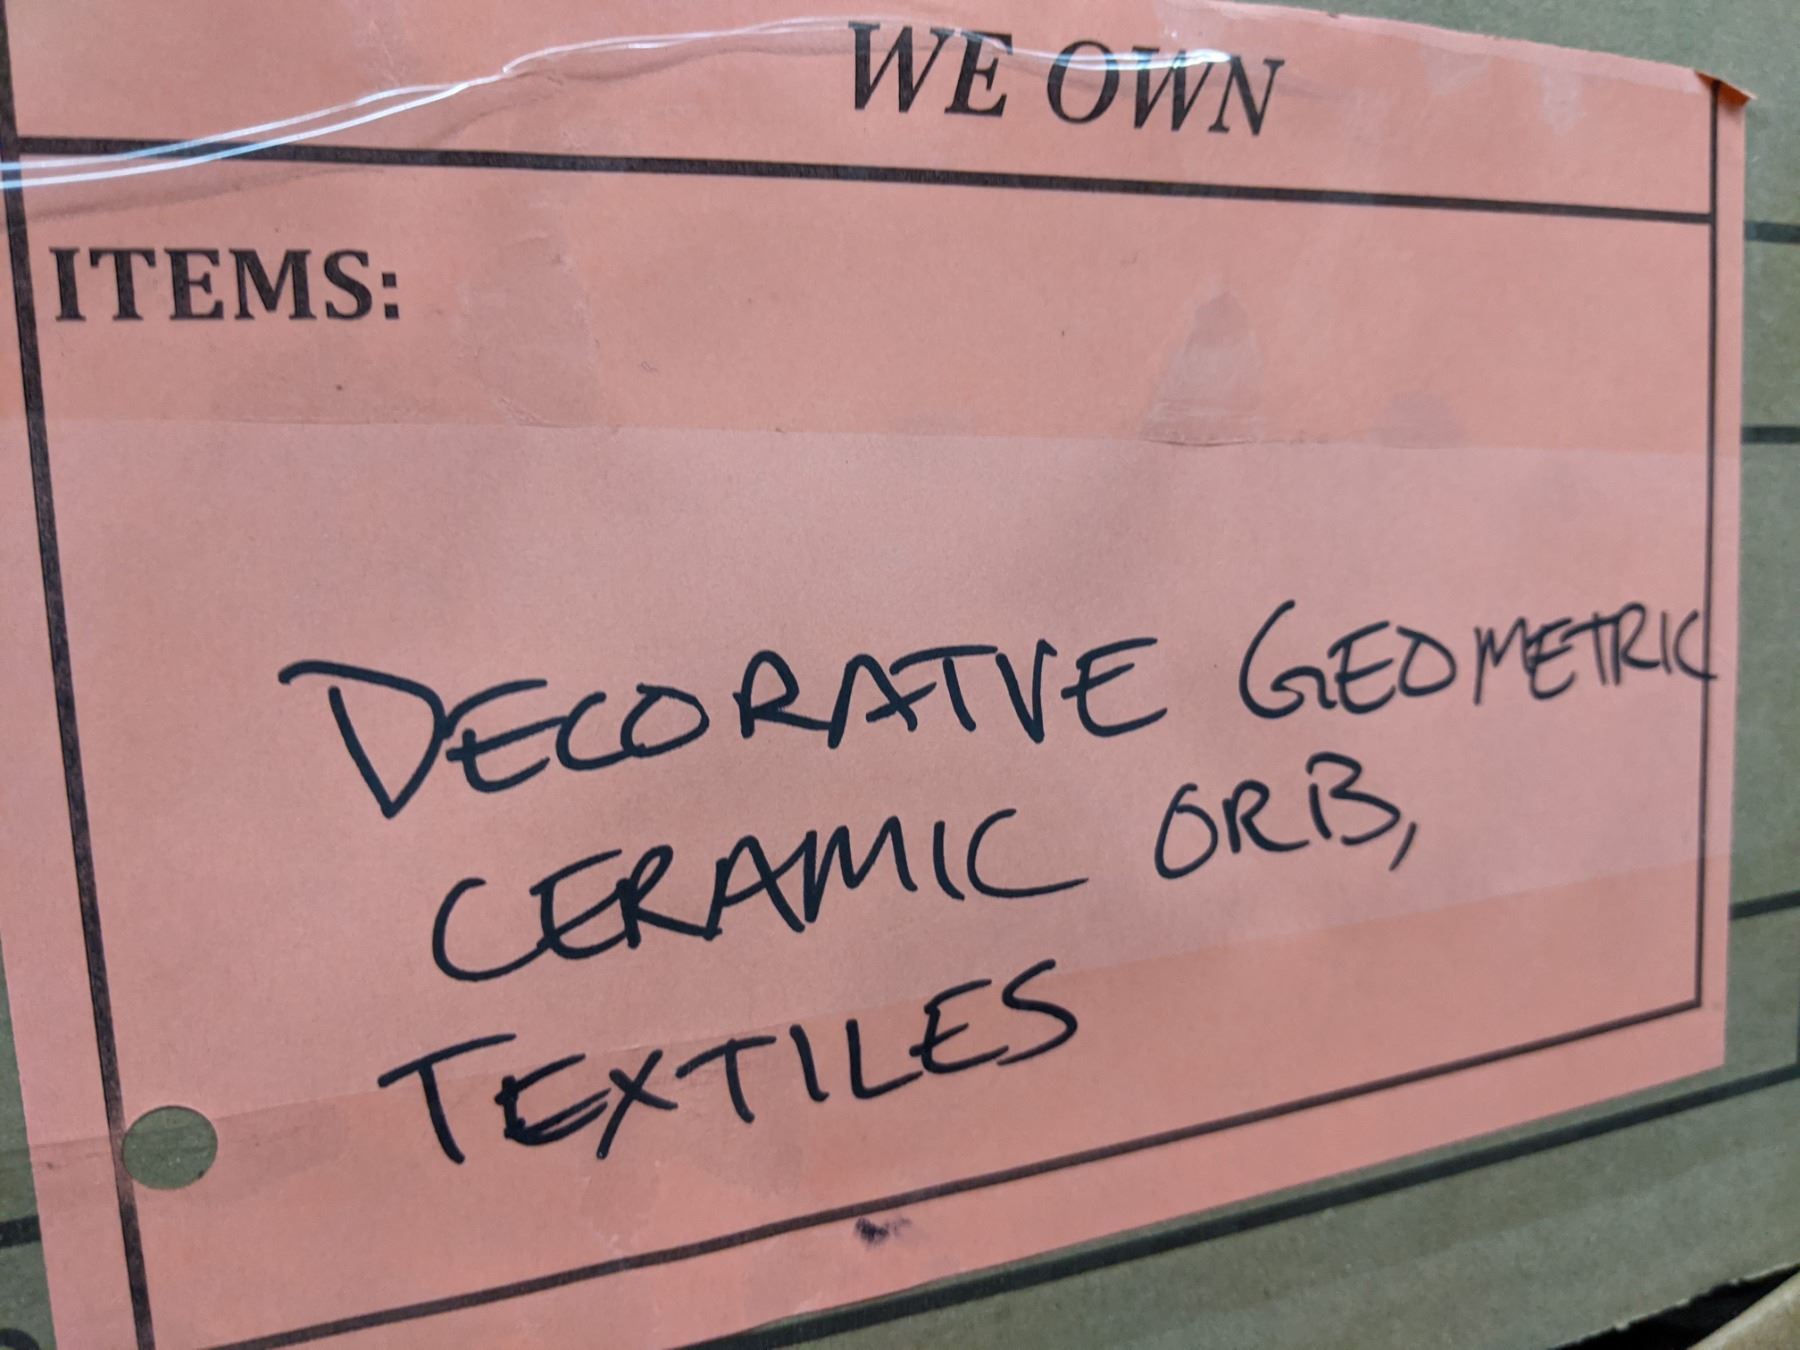 WE OWN
ITEMS:
DECORATVE GEOMETRIC
CERAMIC ORB,
TEXTILES